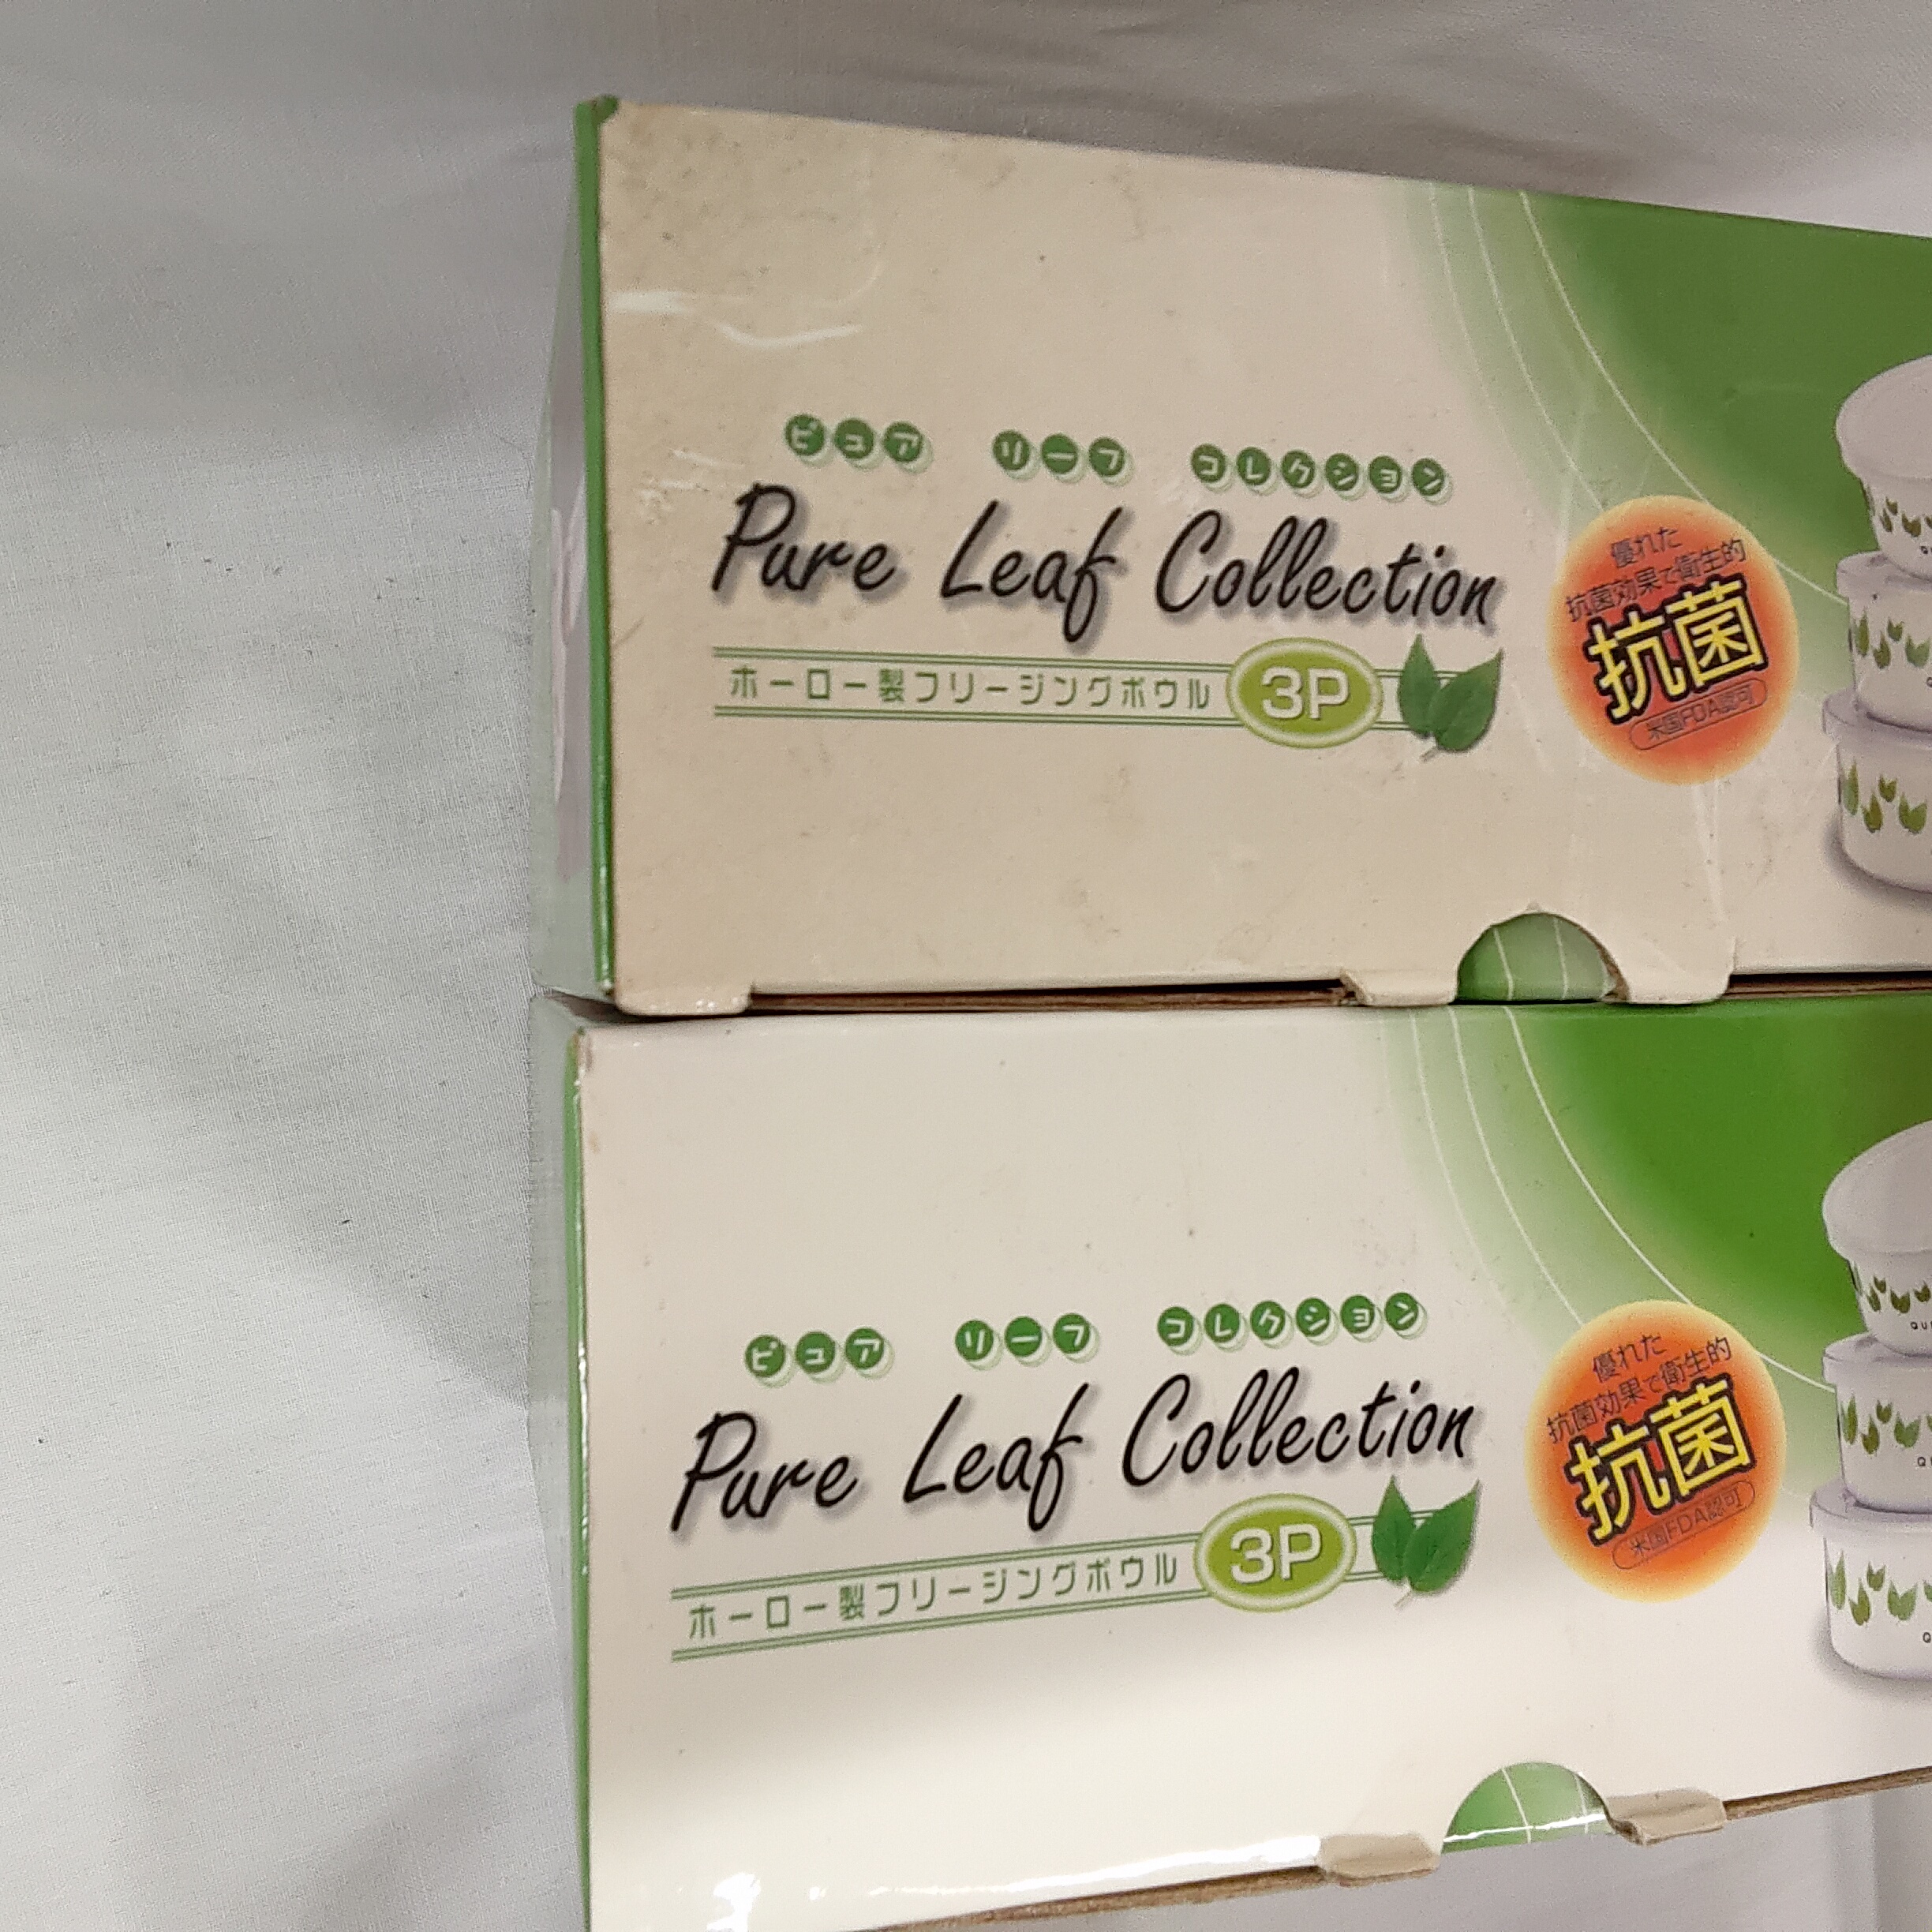 ピュア リーフ コレクション
Pure Leaf Collection
ホーロー製フリージングボウル 3P
優れた
抗菌効果で衛生的
抗菌
米国FDA認可
ピュア リーフ コレクション
Pure Leaf Collection
ホーロー製フリージングボウル 3P
優れた
抗菌効果で衛生的
抗菌
米国FDA認可